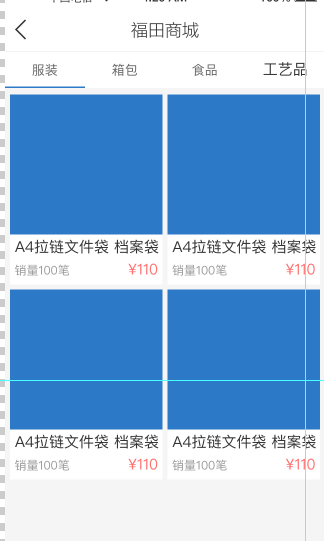 福田商城
服装 箱包 食品 工艺品
A4拉链文件袋 档案袋 A4拉链文件袋 档案袋
销量100笔 ¥110 销量100笔 ¥110
A4拉链文件袋 档案袋 A4拉链文件袋 档案袋
销量100笔 ¥110 销量100笔 ¥110